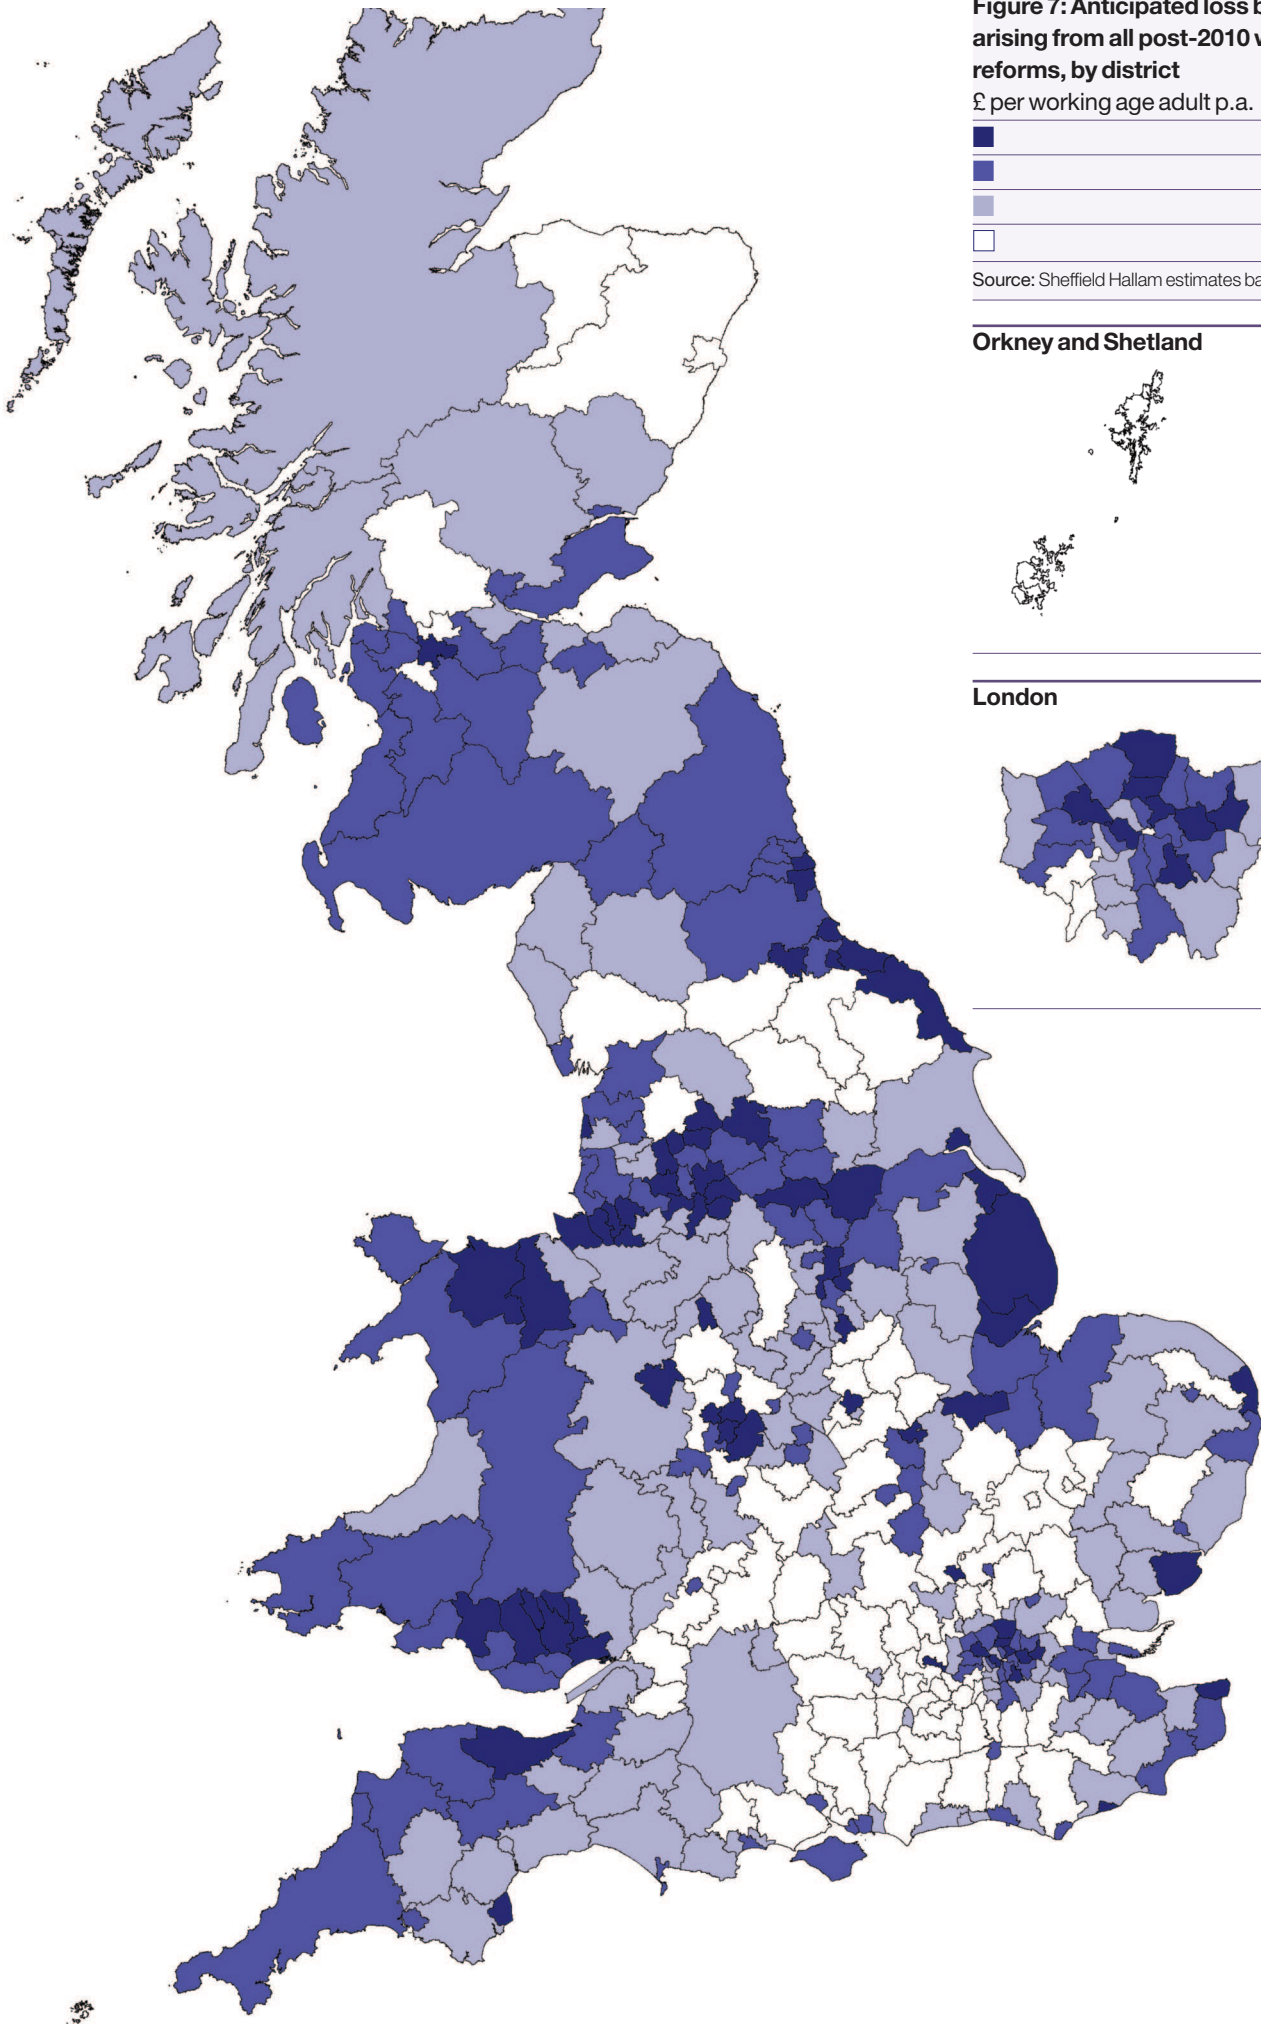 Figure 7: Anticipated loss b
arising from all post-2010 w
reforms, by district
£ per working age adult p.a.
Source: Sheffield Hallam estimates ba
Orkney and Shetland
London